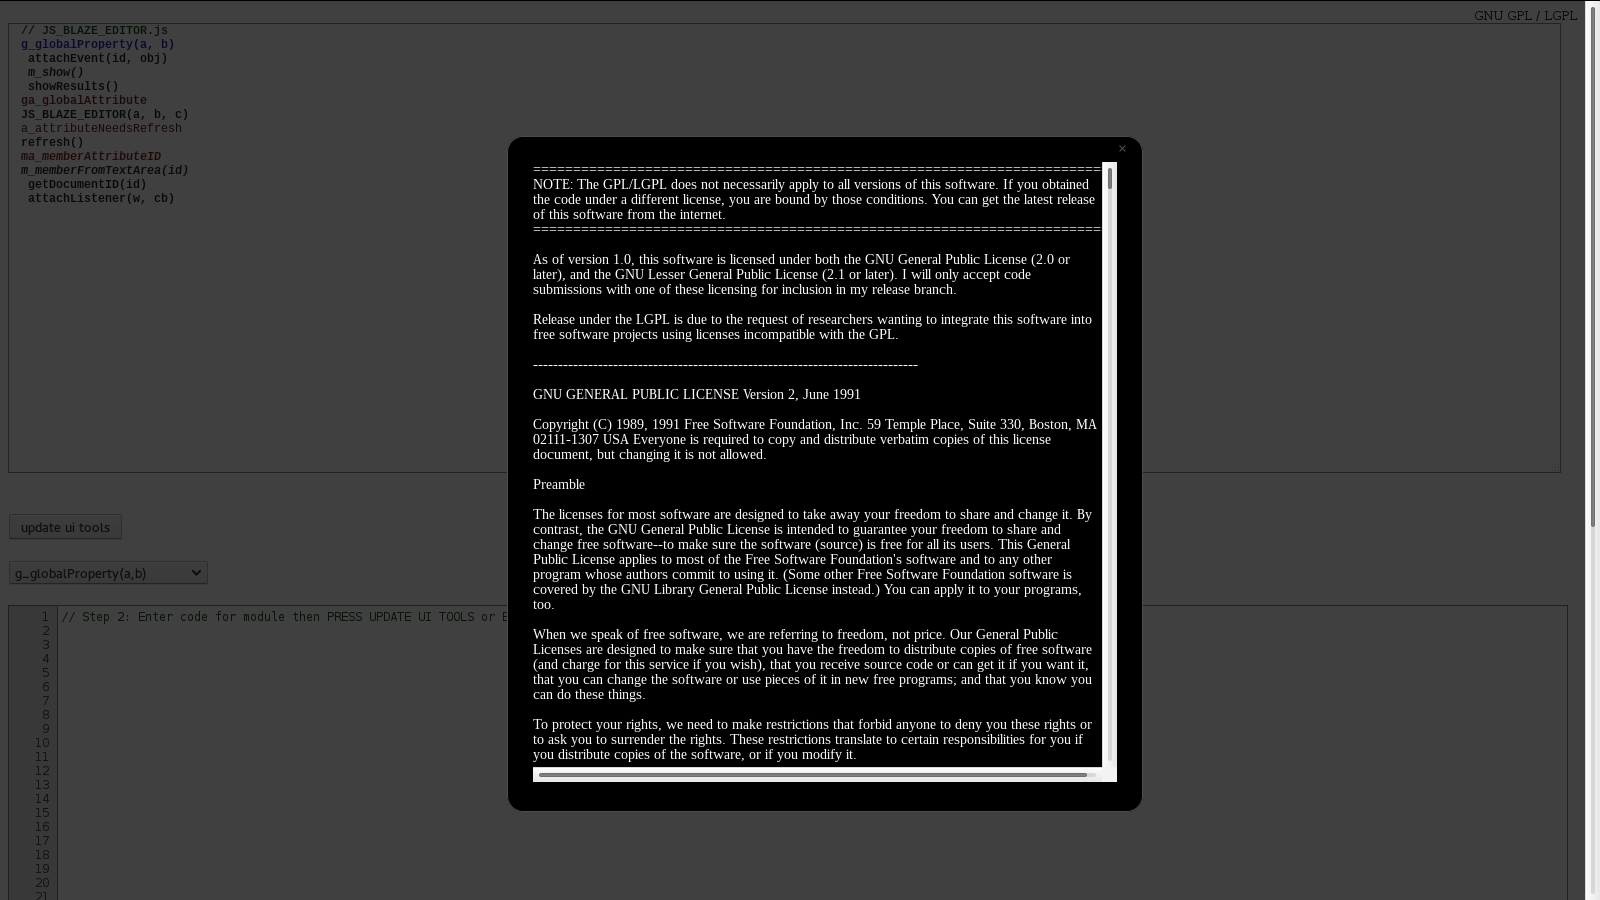 GNU GPL / LGPL
// JS_BLAZE_EDITOR.js
g_globalProperty(a, b)
attachEvent(id, obj)
m_show()
showResults()
ga_globalAttribute
JS_BLAZE_EDITOR(a, b, c)
a_attributeNeedsRefresh
refresh()
ma_memberAttributeID
m_memberFromTextArea(id)
getDocumentID(id)
attachListener(w, cb)
×
=======================================================================
NOTE: The GPL/LGPL does not necessarily apply to all versions of this software. If you obtained
the code under a different license, you are bound by those conditions. You can get the latest release
of this software from the internet.
=======================================================================
As of version 1.0, this software is licensed under both the GNU General Public License (2.0 or
later), and the GNU Lesser General Public License (2.1 or later). I will only accept code
submissions with one of these licensing for inclusion in my release branch.
Release under the LGPL is due to the request of researchers wanting to integrate this software into
free software projects using licenses incompatible with the GPL.
-----------------------------------------------------------------------------
GNU GENERAL PUBLIC LICENSE Version 2, June 1991
Copyright (C) 1989, 1991 Free Software Foundation, Inc. 59 Temple Place, Suite 330, Boston, MA
02111-1307 USA Everyone is required to copy and distribute verbatim copies of this license
document, but changing it is not allowed.
Preamble
The licenses for most software are designed to take away your freedom to share and change it. By
contrast, the GNU General Public License is intended to guarantee your freedom to share and
change free software--to make sure the software (source) is free for all its users. This General
Public License applies to most of the Free Software Foundation's software and to any other
program whose authors commit to using it. (Some other Free Software Foundation software is
covered by the GNU Library General Public License instead.) You can apply it to your programs,
too.
When we speak of free software, we are referring to freedom, not price. Our General Public
Licenses are designed to make sure that you have the freedom to distribute copies of free software
(and charge for this service if you wish), that you receive source code or can get it if you want it,
that you can change the software or use pieces of it in new free programs; and that you know you
can do these things.
To protect your rights, we need to make restrictions that forbid anyone to deny you these rights or
to ask you to surrender the rights. These restrictions translate to certain responsibilities for you if
you distribute copies of the software, or if you modify it.
update ui tools
g_globalProperty(a,b)
1 // Step 2: Enter code for module then PRESS UPDATE UI TOOLS or
2
3
4
5
6
7
8
9
10
11
12
13
14
15
16
17
18
19
20
21